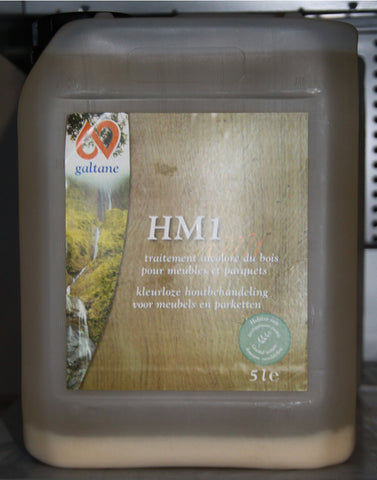 galtane
HM1
traitement incolore du bois
pour meubles et parquets
kleurloze houtbehandeling
voor meubels en parketten
5 l e